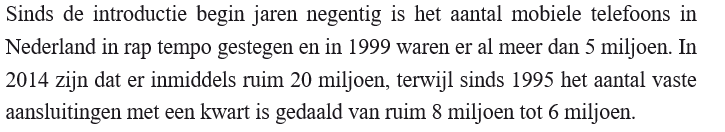 Sinds de introductie begin jaren negentig is het aantal mobiele telefoons in
Nederland in rap tempo gestegen en in 1999 waren er al meer dan 5 miljoen. In
2014 zijn dat er inmiddels ruim 20 miljoen, terwijl sinds 1995 het aantal vaste
aansluitingen met een kwart is gedaald van ruim 8 miljoen tot 6 miljoen.